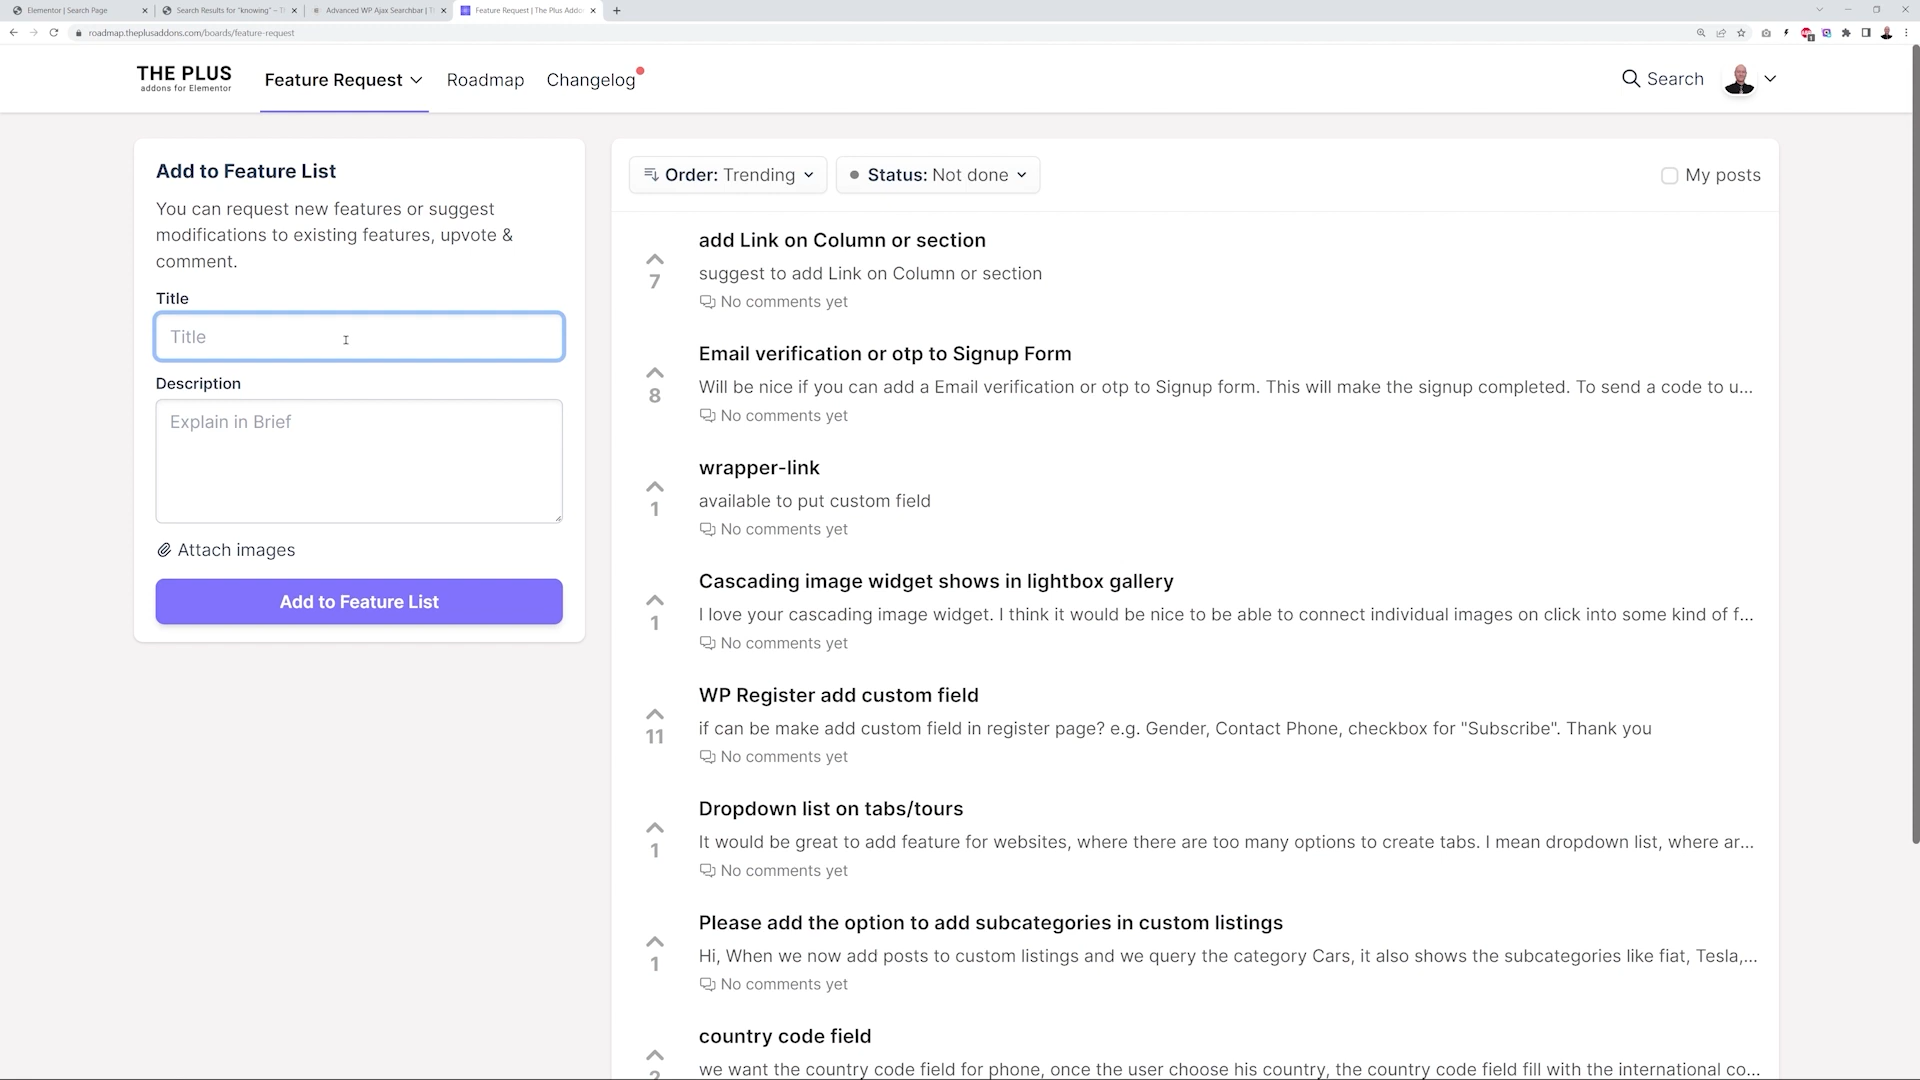 Elementor | Search Page
Search Results for "knowing" – Th
Advanced WP Ajax Searchbar | T
Feature Request | The Plus Addo
roadmap.theplusaddons.com/boards/feature-request
THE PLUS
addons for Elementor
Feature Request
Roadmap
Changelog
Search
Add to Feature List
You can request new features or suggest
modifications to existing features, upvote &
comment.
Title
Title
Description
Explain in Brief
Attach images
Add to Feature List
Order: Trending
Status: Not done
My posts
add Link on Column or section
7
suggest to add Link on Column or section
No comments yet
Email verification or otp to Signup Form
8
Will be nice if you can add a Email verification or otp to Signup form. This will make the signup completed. To send a code to u...
No comments yet
wrapper-link
1
available to put custom field
No comments yet
Cascading image widget shows in lightbox gallery
1
I love your cascading image widget. I think it would be nice to be able to connect individual images on click into some kind of f...
No comments yet
WP Register add custom field
11
if can be make add custom field in register page? e.g. Gender, Contact Phone, checkbox for "Subscribe". Thank you
No comments yet
Dropdown list on tabs/tours
1
It would be great to add feature for websites, where there are too many options to create tabs. I mean dropdown list, where ar...
No comments yet
Please add the option to add subcategories in custom listings
1
Hi, When we now add posts to custom listings and we query the category Cars, it also shows the subcategories like fiat, Tesla,...
No comments yet
country code field
2
we want the country code field for phone, once the user choose his country, the country code field fill with the international co...